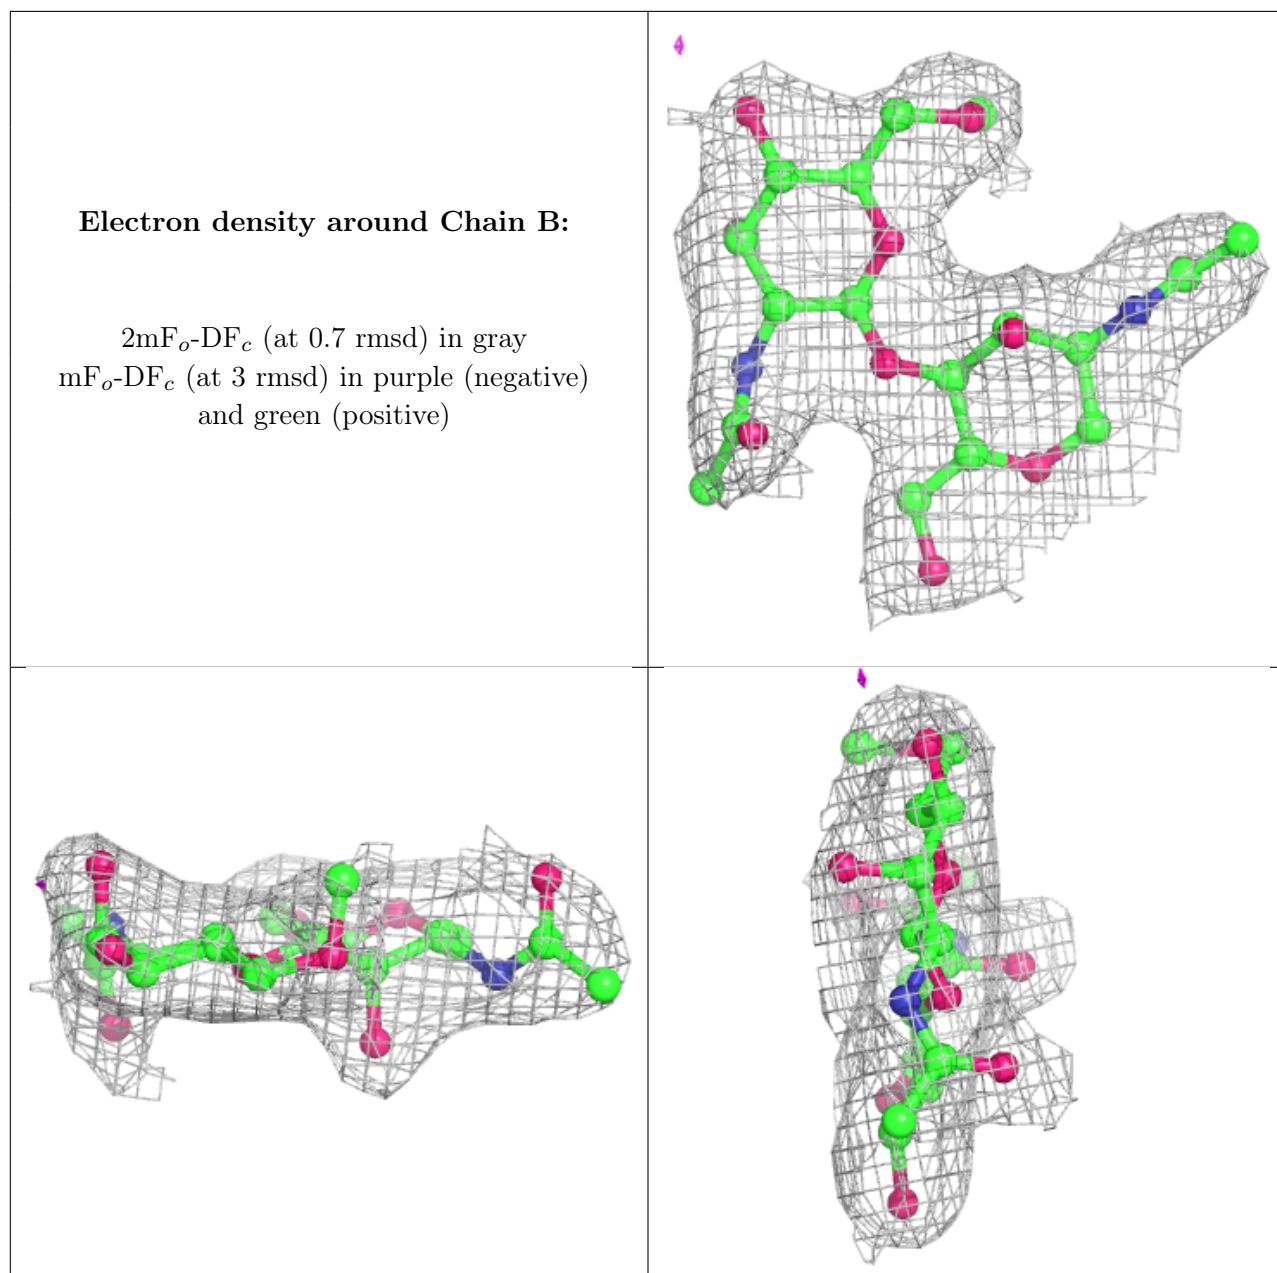 Electron density around Chain B:
2mFo-DFc (at 0.7 rmsd) in gray
mFo-DFc (at 3 rmsd) in purple (negative)
and green (positive)